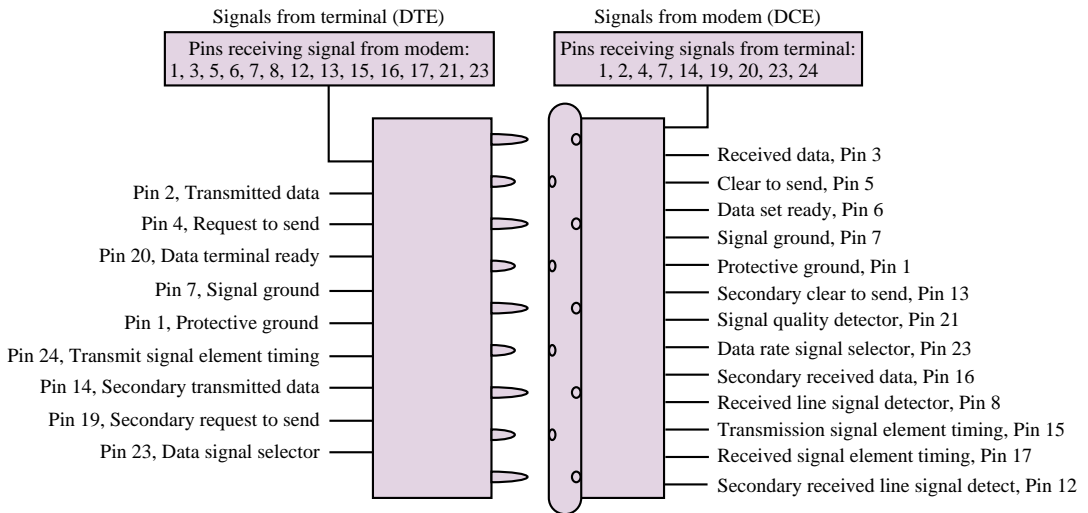 Signals from terminal (DTE)
Pins receiving signal from modem:
1, 3, 5, 6, 7, 8, 12, 13, 15, 16, 17, 21, 23
Pin 2, Transmitted data
Pin 4, Request to send
Pin 20, Data terminal ready
Pin 7, Signal ground
Pin 1, Protective ground
Pin 24, Transmit signal element timing
Pin 14, Secondary transmitted data
Pin 19, Secondary request to send
Pin 23, Data signal selector
Signals from modem (DCE)
Pins receiving signals from terminal:
1, 2, 4, 7, 14, 19, 20, 23, 24
Received data, Pin 3
Clear to send, Pin 5
Data set ready, Pin 6
Signal ground, Pin 7
Protective ground, Pin 1
Secondary clear to send, Pin 13
Signal quality detector, Pin 21
Data rate signal selector, Pin 23
Secondary received data, Pin 16
Received line signal detector, Pin 8
Transmission signal element timing, Pin 15
Received signal element timing, Pin 17
Secondary received line signal detect, Pin 12